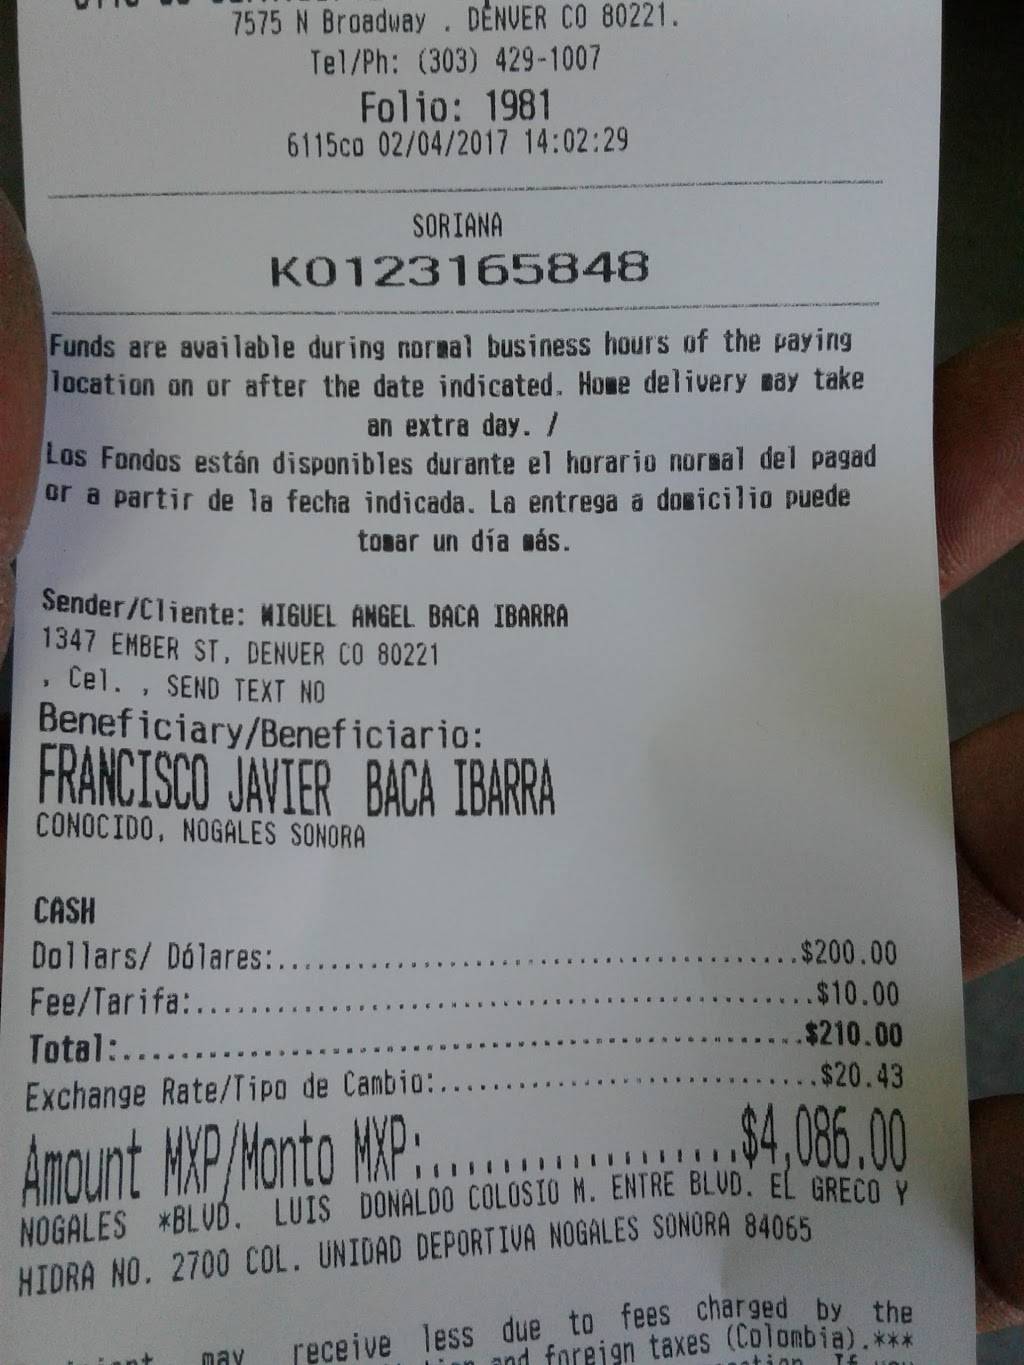 7575 N Broadway . DENVER CO 80221.
Tel/Ph: (303) 429-1007
Folio: 1981
6115co 02/04/2017 14:02:29
SORIANA
K0123165848
Funds are available during normal business hours of the paying
location on or after the date indicated. Home delivery may take
an extra day. /
Los Fondos están disponibles durante el horario normal del pagad
or a partir de la fecha indicada. La entrega a domicilio puede
tomar un día más.
Sender/Cliente: MIGUEL ANGEL BACA IBARRA
1347 EMBER ST, DENVER CO 80221
, Cel. , SEND TEXT NO
Beneficiary/Beneficiario:
FRANCISCO JAVIER BACA IBARRA
CONOCIDO, NOGALES SONORA
CASH
Dollars/ Dólares:......................................$200.00
Fee/Tarifa:............................................$10.00
Total:.................................................$210.00
Exchange Rate/Tipo de Cambio:............................$20.43
Amount MXP/Monto MXP:...................$4,086.00
NOGALES *BLVD. LUIS DONALDO COLOSIO M. ENTRE BLVD. EL GRECO Y
HIDRA NO. 2700 COL. UNIDAD DEPORTIVA NOGALES SONORA 84065
may receive less due to fees charged by the
and foreign taxes (Colombia).***